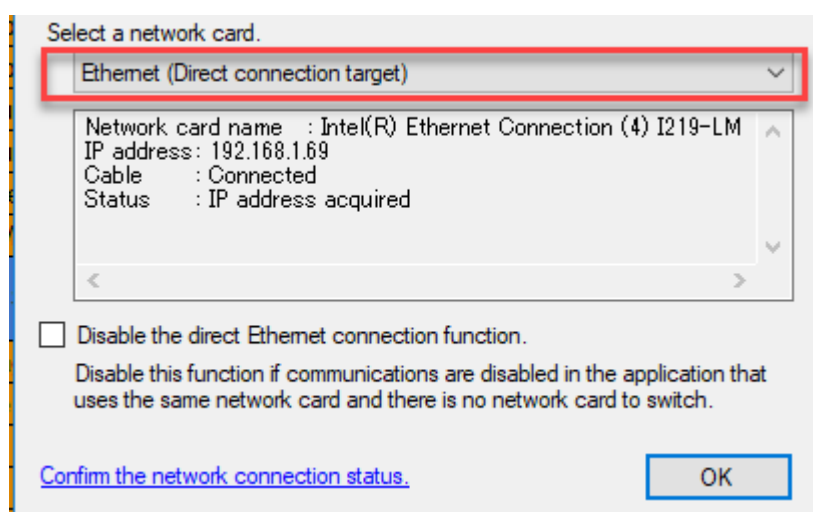 Select a network card.
Ethernet (Direct connection target)
Network card name : Intel(R) Ethernet Connection (4) I219-LM
IP address: 192.168.1.69
Cable : Connected
Status : IP address acquired
Disable the direct Ethernet connection function.
Disable this function if communications are disabled in the application that
uses the same network card and there is no network card to switch.
Confirm the network connection status.
OK